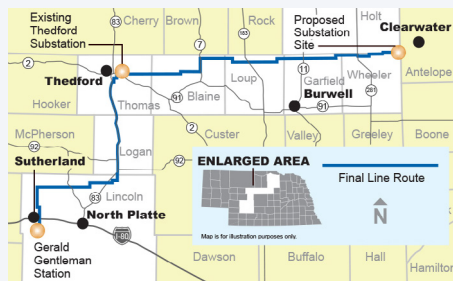 Existing
Thedford
Substation
83
Cherry
Brown
Rock
Holt
Proposed
Substation
Site
Clearwater
7
183
2
11
Thedford
Hooker
Thomas
91
Blaine
Loup
Garfield
Wheeler
Antelope
281
Burwell
91
McPherson
92
2
Custer
Valley
Greeley
Boone
Logan
92
Sutherland
Lincoln
83
North Platte
I-80
Gerald
Gentleman
Station
ENLARGED AREA
Final Line Route
N
Map is for illustration purposes only.
Dawson
Buffalo
Hall
Hamilton